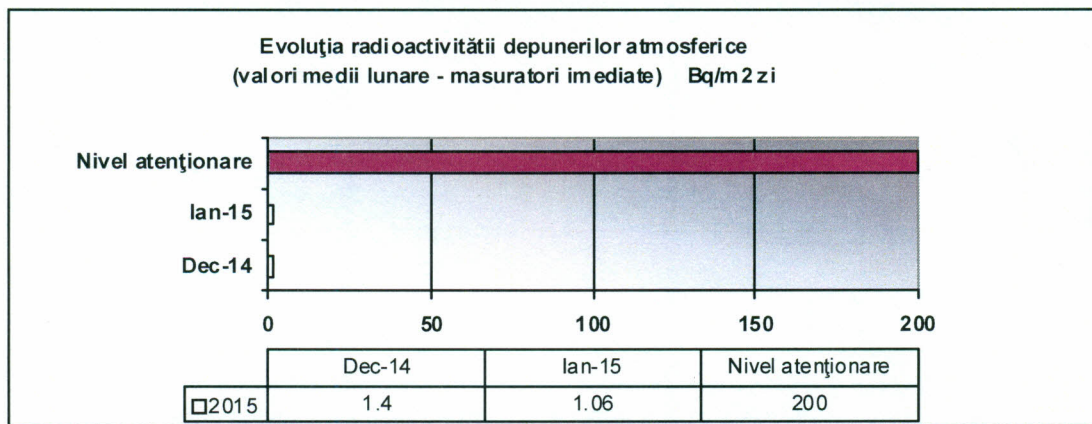 Evoluţia radioactivitătii depunerilor atmosferice
(valori medii lunare - masuratori imediate) Bq/m2 zi
Nivel atenţionare
Ian-15
Dec-14
0 50 100 150 200
Dec-14 Ian-15 Nivel atenţionare
2015 1.4 1.06 200